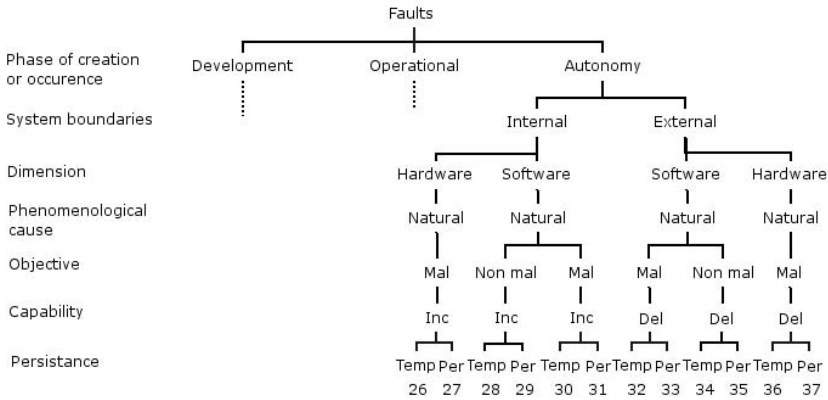 Faults
Phase of creation
or occurence
Development Operational Autonomy
System boundaries Internal External
Dimension Hardware Software Software Hardware
Phenomenological
cause
Natural Natural Natural Natural
Objective Mal Non mal Mal Mal Non mal Mal
Capability Inc Inc Inc Del Del Del
Persistance Temp Per Temp Per Temp Per Temp Per Temp Per Temp Per
26 27 28 29 30 31 32 33 34 35 36 37